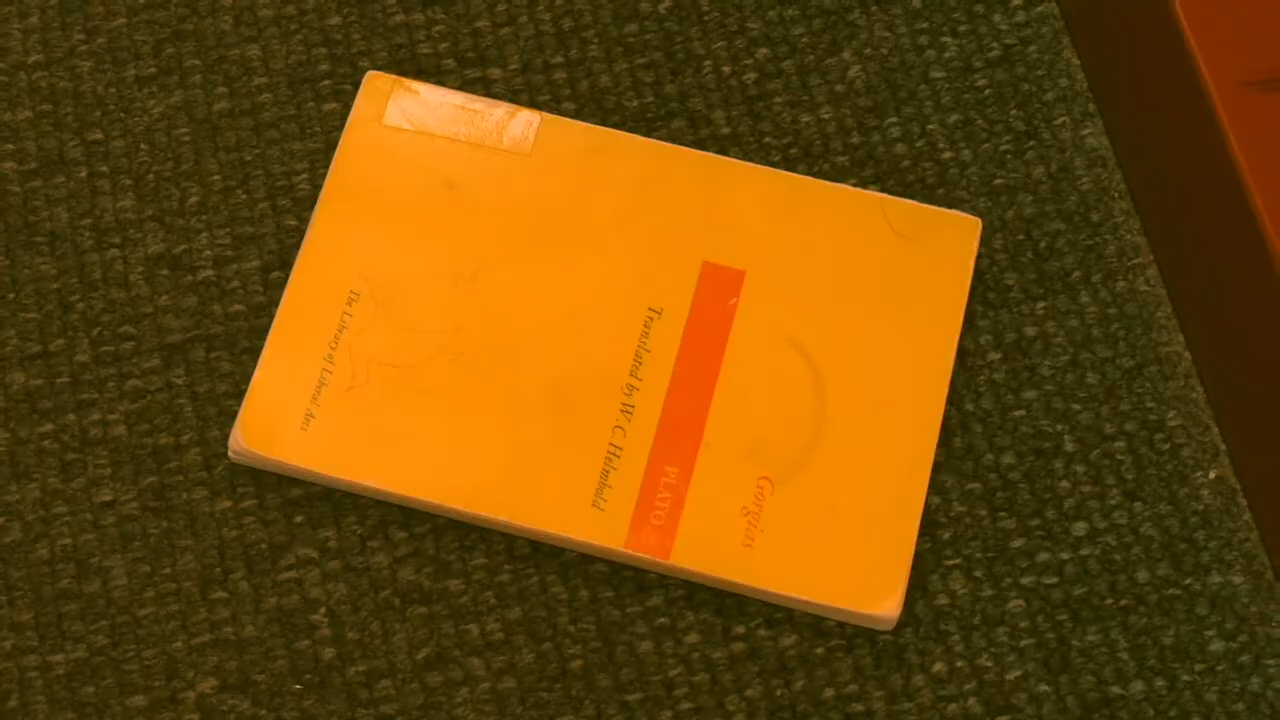 Gorgias
PLATO
Translated by W. C. Helmbold
The Library of Liberal Arts